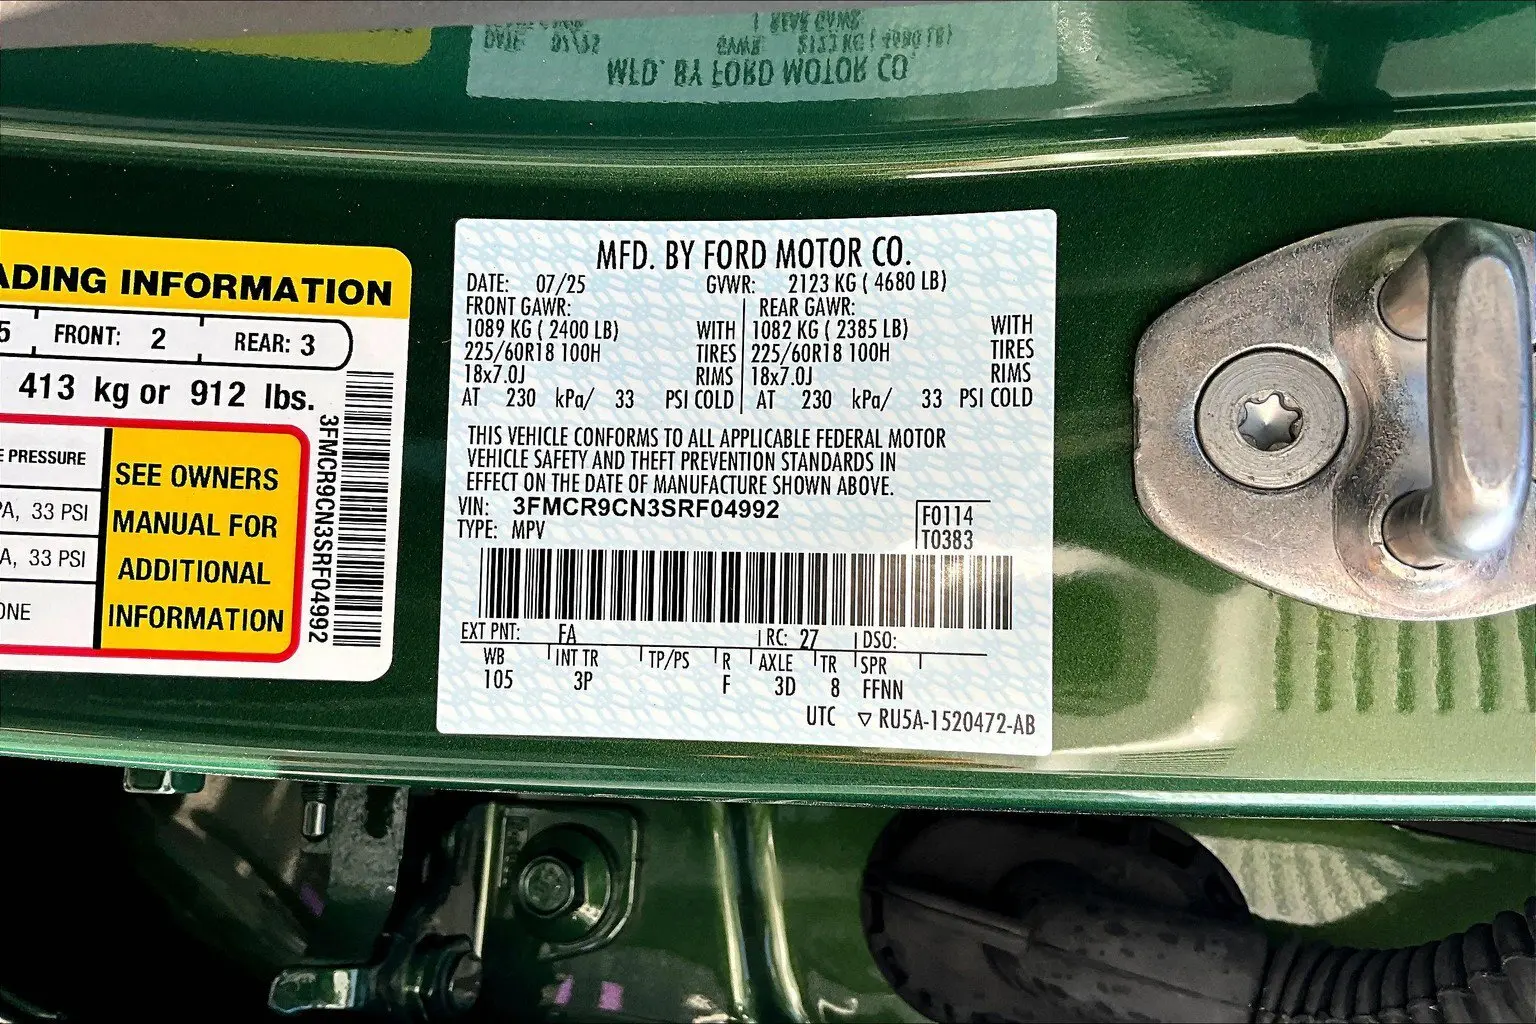 ADING INFORMATION
5 FRONT: 2 REAR: 3
413 kg or 912 lbs.
E PRESSURE
PA, 33 PSI
A, 33 PSI
ONE
SEE OWNERS
MANUAL FOR
ADDITIONAL
INFORMATION
3FMCR9CN3SRF04992
MFD. BY FORD MOTOR CO.
DATE: 07/25 GVWR: 2123 KG ( 4680 LB)
FRONT GAWR: REAR GAWR:
1089 KG ( 2400 LB) WITH 1082 KG ( 2385 LB) WITH
225/60R18 100H TIRES 225/60R18 100H TIRES
18x7.0J RIMS 18x7.0J RIMS
AT 230 kPa/ 33 PSI COLD AT 230 kPa/ 33 PSI COLD
THIS VEHICLE CONFORMS TO ALL APPLICABLE FEDERAL MOTOR
VEHICLE SAFETY AND THEFT PREVENTION STANDARDS IN
EFFECT ON THE DATE OF MANUFACTURE SHOWN ABOVE.
VIN: 3FMCR9CN3SRF04992
TYPE: MPV
F0114
T0383
EXT PNT: FA RC: 27 DSO:
WB INT TR TP/PS R AXLE TR SPR
105 3P F 3D 8 FFNN
UTC ▽ RU5A-1520472-AB